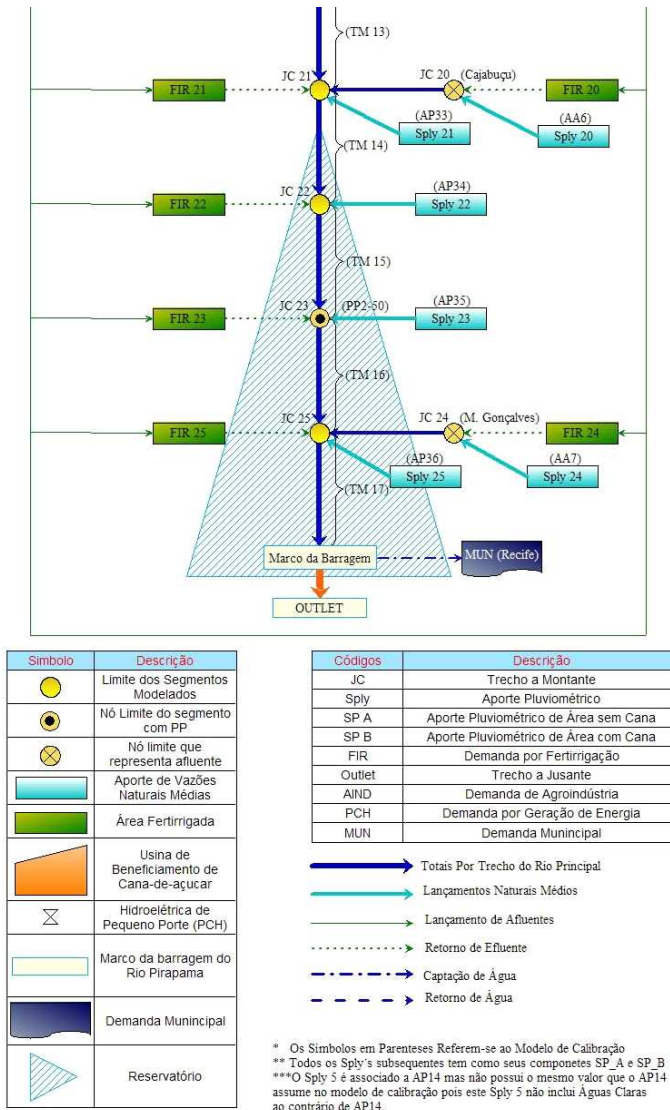 (TM 13)
JC 21
JC 20 (Cajabuçu)
FIR 21
FIR 20
(AP33)
Sply 21
(AA6)
Sply 20
(TM 14)
JC 22
(AP34)
FIR 22
Sply 22
(TM 15)
JC 23
(PP2-50)
(AP35)
FIR 23
Sply 23
(TM 16)
JC 25
JC 24 (M. Gonçalves)
FIR 25
FIR 24
(AP36)
Sply 25
(AA7)
Sply 24
(TM 17)
Marco da Barragem
MUN (Recife)
OUTLET
Simbolo Descrição
Limite dos Segmentos
Modelados
Nó Limite do segmento
com PP
Nó limite que
representa afluente
Aporte de Vazões
Naturais Médias
Área Fertirrigada
Usina de
Beneficiamento de
Cana-de-açucar
Hidroelétrica de
Pequeno Porte (PCH)
Marco da barragem do
Rio Pirapama
Demanda Munincipal
Reservatório
Códigos Descrição
JC Trecho a Montante
Sply Aporte Pluviométrico
SP A Aporte Pluviométrico de Área sem Cana
SP B Aporte Pluviométrico de Área com Cana
FIR Demanda por Fertirrigação
Outlet Trecho a Jusante
AIND Demanda de Agroindústria
PCH Demanda por Geração de Energia
MUN Demanda Munincipal
Totais Por Trecho do Rio Principal
Lançamentos Naturais Médios
Lançamento de Afluentes
Retorno de Efluente
Captação de Água
Retorno de Água
* Os Simbolos em Parenteses Referem-se ao Modelo de Calibração
** Todos os Sply´s subsequentes tem como seus componetes SP_A e SP_B
***O Sply 5 é associado a AP14 mas não possui o mesmo valor que o AP14
assume no modelo de calibração pois este Sply 5 não inclui Águas Claras
ao contrário de AP14